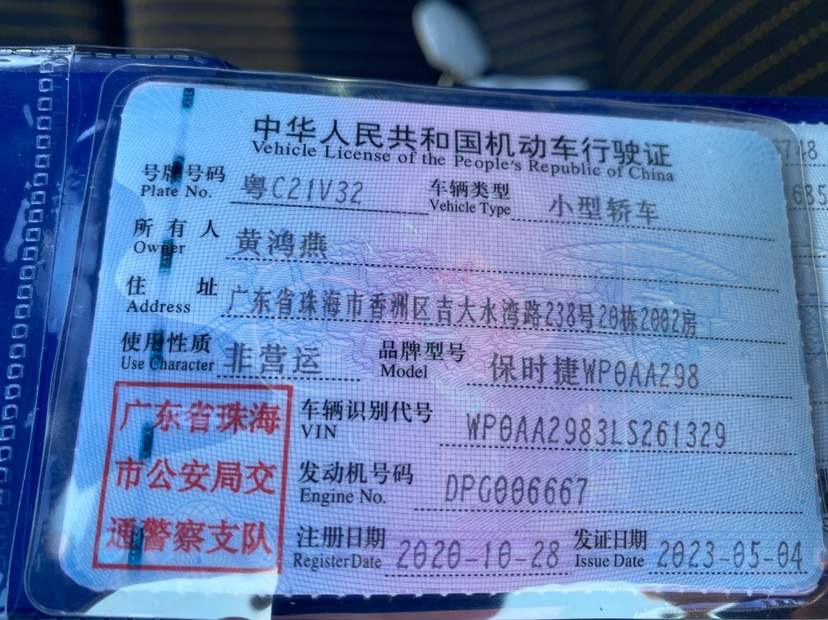 中华人民共和国机动车行驶证
Vehicle License of the People's Republic of China
号牌号码 粤C21V32 车辆类型 小型轿车
Plate No. Vehicle Type
所有人 黄鸿燕
Owner
住址 广东省珠海市香洲区吉大水湾路238号20栋2002房
Address
使用性质 非营运 品牌型号 保时捷WP0AA298
Use Character Model
广东省珠海
市公安局交
通警察支队
车辆识别代号 WP0AA2983LS261329
VIN
发动机号码 DPG006667
Engine No.
注册日期 2020-10-28 发证日期 2023-05-04
Register Date Issue Date